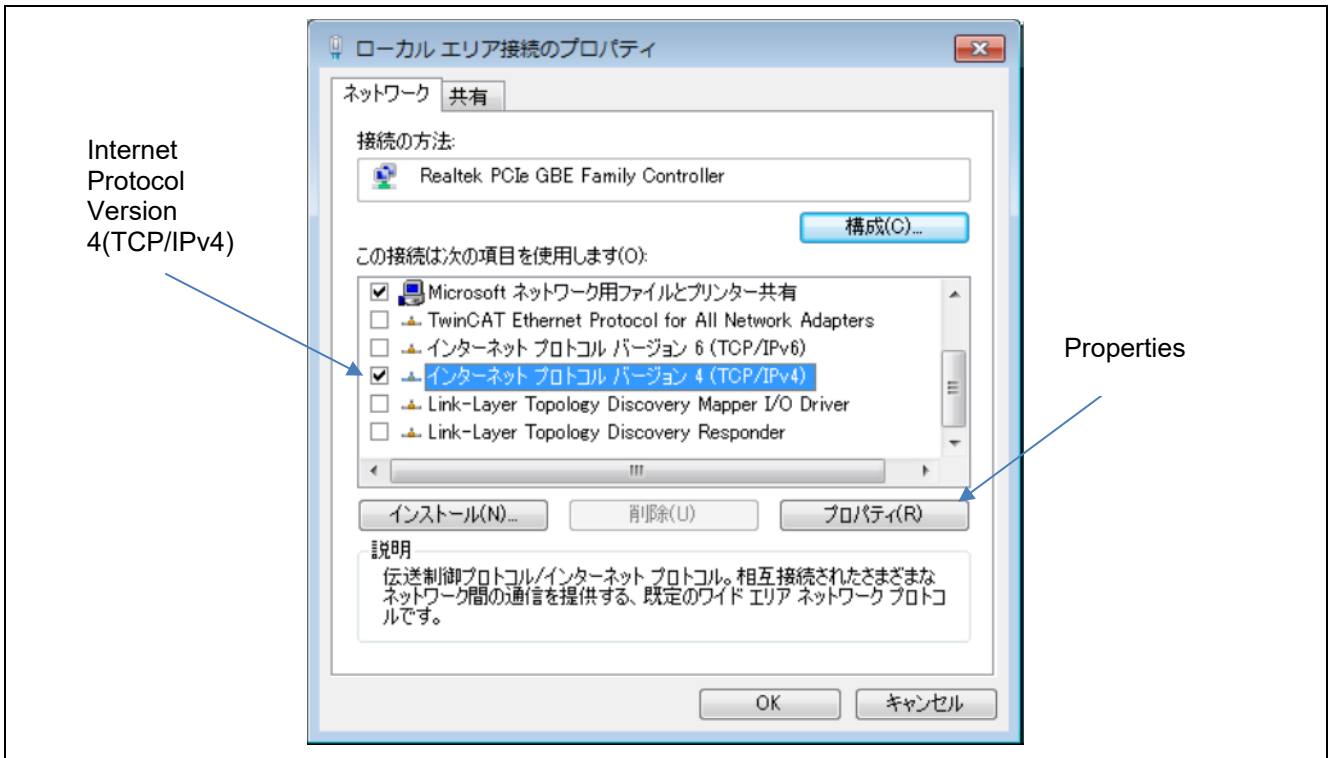 ローカル エリア接続のプロパティ
ネットワーク 共有
接続の方法:
Realtek PCIe GBE Family Controller
構成(C)...
この接続は次の項目を使用します(O):
Microsoft ネットワーク用ファイルとプリンター共有
TwinCAT Ethernet Protocol for All Network Adapters
インターネット プロトコル バージョン 6 (TCP/IPv6)
インターネット プロトコル バージョン 4 (TCP/IPv4)
Link-Layer Topology Discovery Mapper I/O Driver
Link-Layer Topology Discovery Responder
インストール(N)... 削除(U) プロパティ(R)
説明
伝送制御プロトコル/インターネット プロトコル。相互接続されたさまざまな
ネットワーク間の通信を提供する、既定のワイド エリア ネットワーク プロトコ
ルです。
OK キャンセル
Internet
Protocol
Version
4(TCP/IPv4)
Properties